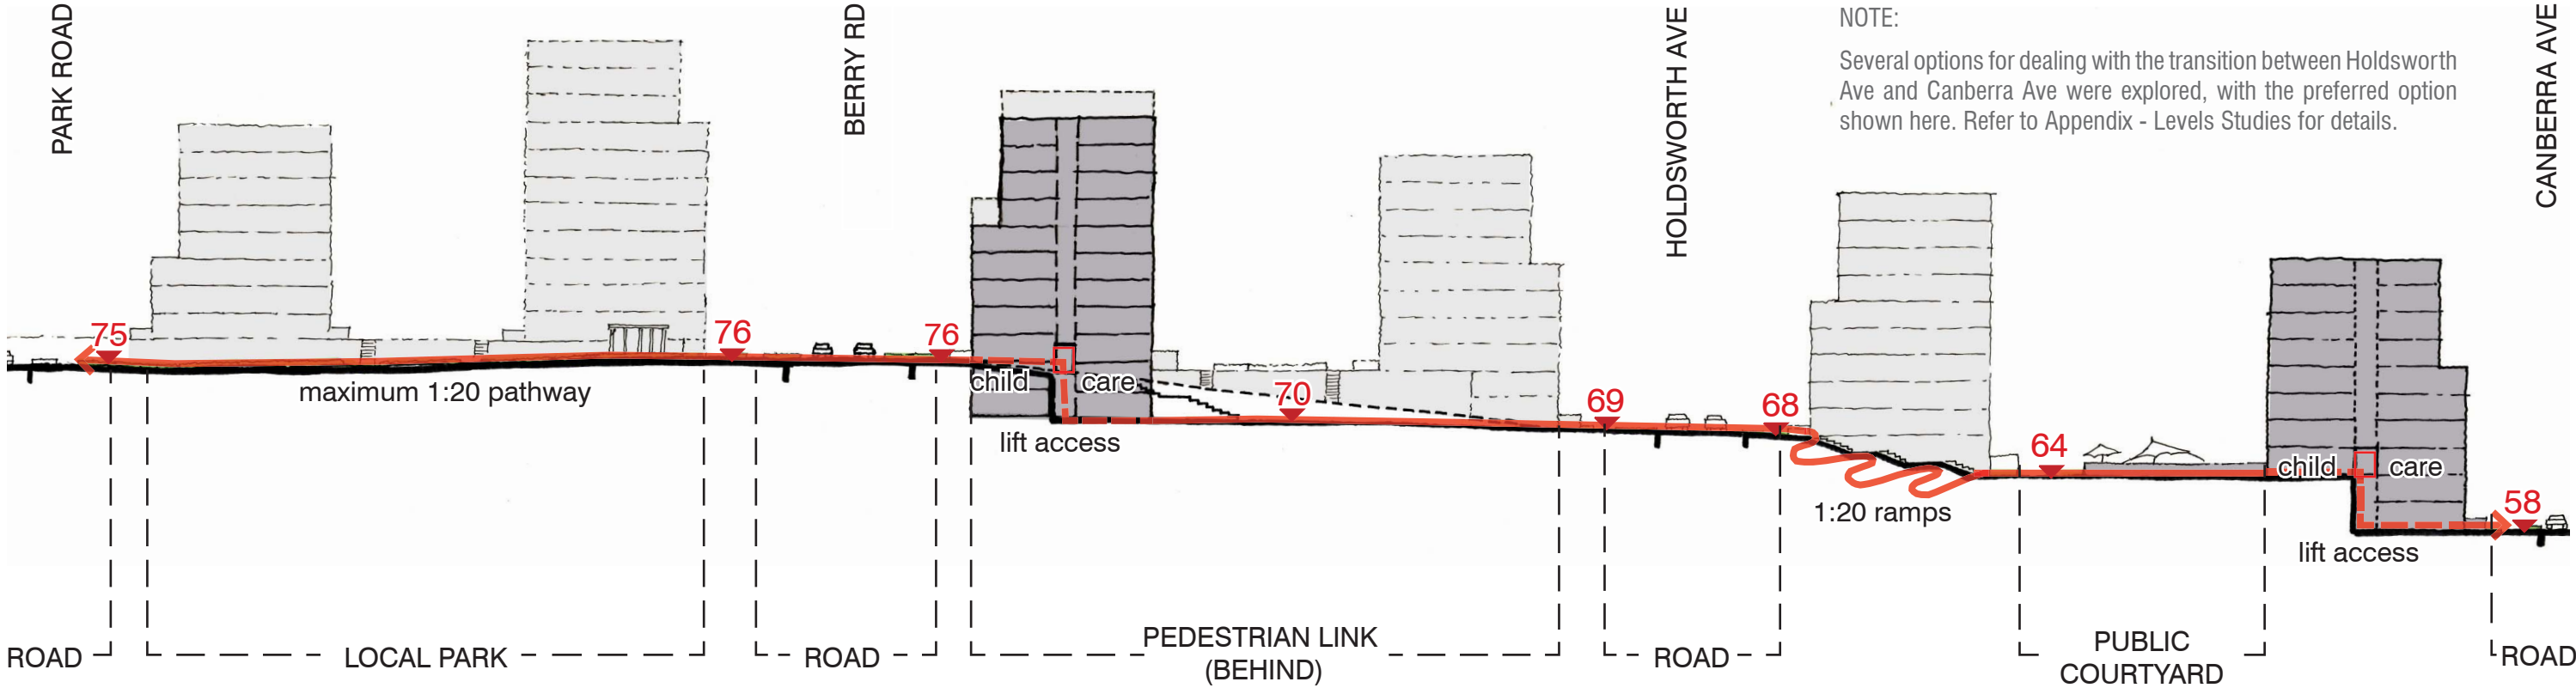 PARK ROAD
BERRY RD
HOLDSWORTH AVE
CANBERRA AVE
NOTE:
Several options for dealing with the transition between Holdsworth
Ave and Canberra Ave were explored, with the preferred option
shown here. Refer to Appendix - Levels Studies for details.
75
76
76
child care
70
69
68
64
child care
58
maximum 1:20 pathway
lift access
1:20 ramps
lift access
ROAD
LOCAL PARK
ROAD
PEDESTRIAN LINK
(BEHIND)
ROAD
PUBLIC
COURTYARD
ROAD